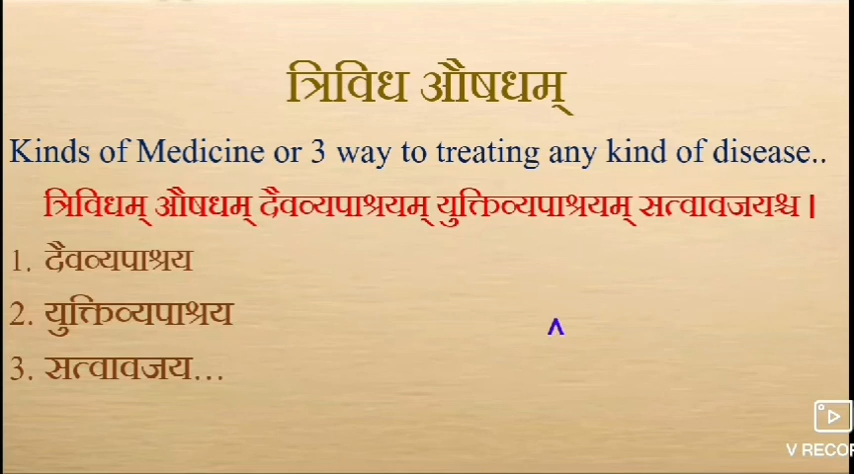 त्रिविध औषधम्
Kinds of Medicine or 3 way to treating any kind of disease..
त्रिविधम् औषधम् दैवव्यपाश्रयम् युक्तिव्यपाश्रयम् सत्वावजयश्च ।
1. दैवव्यपाश्रय
2. युक्तिव्यपाश्रय
^
3. सत्वावजय...
V RECOR